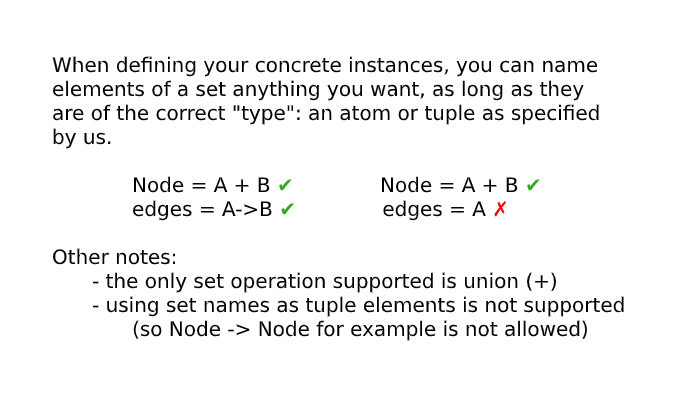 When defining your concrete instances, you can name
elements of a set anything you want, as long as they
are of the correct "type": an atom or tuple as specified
by us.
Node = A + B ✔ Node = A + B ✔
edges = A->B ✔ edges = A ✗
Other notes:
- the only set operation supported is union (+)
- using set names as tuple elements is not supported
(so Node -> Node for example is not allowed)